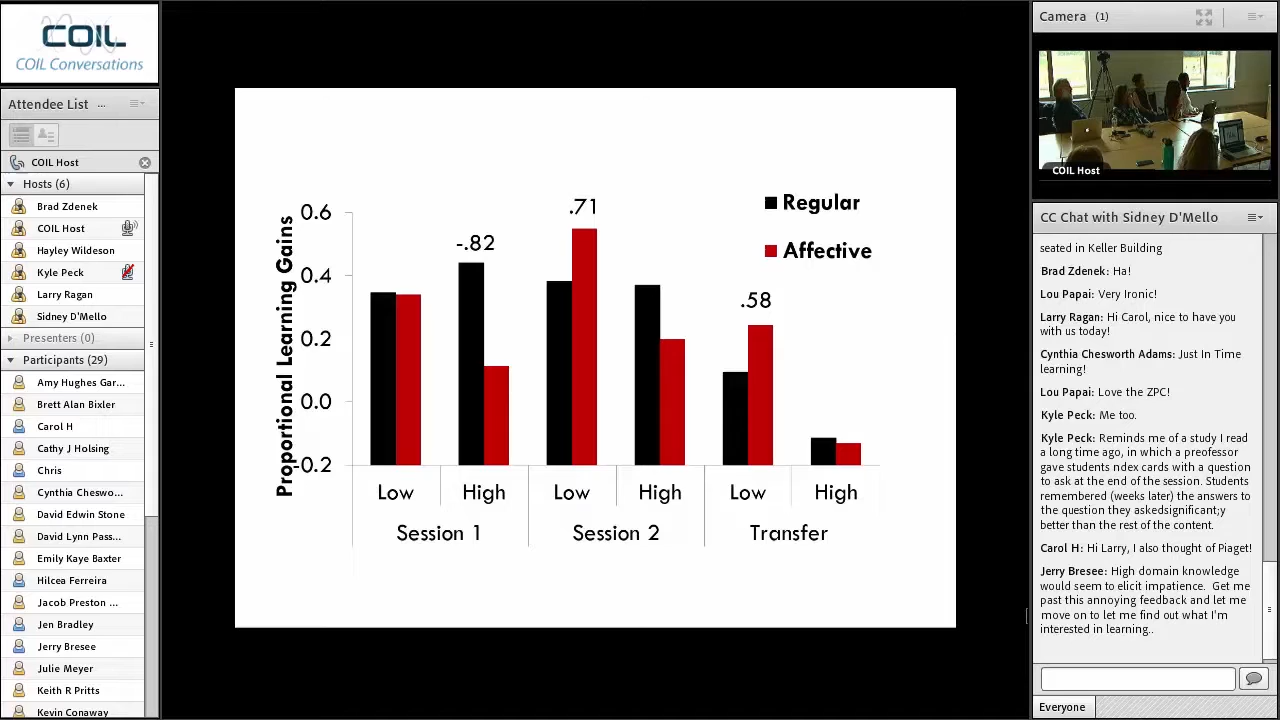 COIL
COIL Conversations
Attendee List ...
COIL Host
Hosts (6)
Brad Zdenek
COIL Host
Hayley Wildeson
Kyle Peck
Larry Ragan
Sidney D'Mello
Presenters (0)
Participants (29)
Amy Hughes Gar...
Brett Alan Bixler
Carol H
Cathy J Holsing
Chris
Cynthia Cheswo...
David Edwin Stone
David Lynn Pass...
Emily Kaye Baxter
Hilcea Ferreira
Jacob Preston ...
Jen Bradley
Jerry Bresee
Julie Meyer
Keith R Pritts
Kevin Conaway
Proportional Learning Gains
0.6
0.4
0.2
0.0
-0.2
-.82
.71
.58
Regular
Affective
Low High Low High Low High
Session 1 Session 2 Transfer
Camera (1)
COIL Host
CC Chat with Sidney D'Mello
seated in Keller Building
Brad Zdenek: Ha!
Lou Papai: Very Ironic!
Larry Ragan: Hi Carol, nice to have you
with us today!
Cynthia Chesworth Adams: Just In Time
learning!
Lou Papai: Love the ZPC!
Kyle Peck: Me too.
Kyle Peck: Reminds me of a study I read
a long time ago, in which a preofessor
gave students ndex cards with a question
to ask at the end of the session. Students
remembered (weeks later) the answers to
the question they askedsignificant;y
better than the rest of the content.
Carol H: Hi Larry, I also thought of Piaget!
Jerry Bresee: High domain knowledge
would seem to elicit impatience. Get me
past this annoying feedback and let me
move on to let me find out what I'm
interested in learning..
Everyone